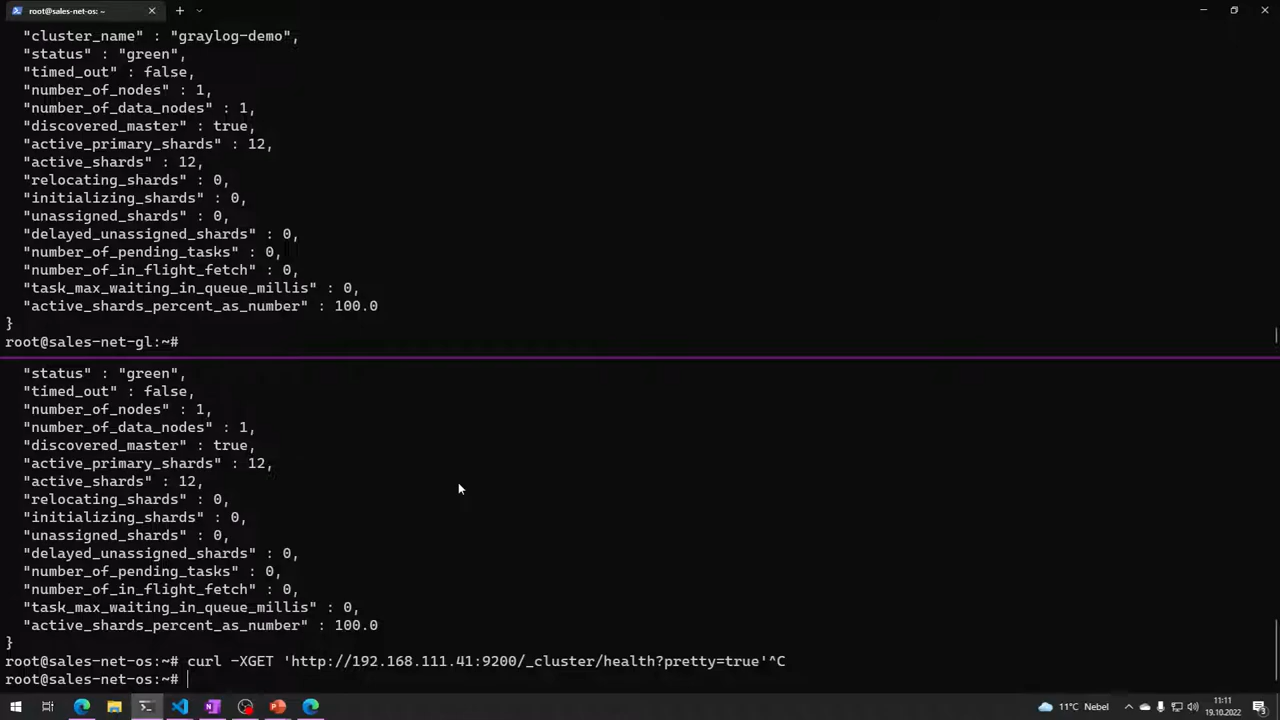 root@sales-net-os: ~
"cluster_name" : "graylog-demo",
"status" : "green",
"timed_out" : false,
"number_of_nodes" : 1,
"number_of_data_nodes" : 1,
"discovered_master" : true,
"active_primary_shards" : 12,
"active_shards" : 12,
"relocating_shards" : 0,
"initializing_shards" : 0,
"unassigned_shards" : 0,
"delayed_unassigned_shards" : 0,
"number_of_pending_tasks" : 0,
"number_of_in_flight_fetch" : 0,
"task_max_waiting_in_queue_millis" : 0,
"active_shards_percent_as_number" : 100.0
}
root@sales-net-gl:~#
"status" : "green",
"timed_out" : false,
"number_of_nodes" : 1,
"number_of_data_nodes" : 1,
"discovered_master" : true,
"active_primary_shards" : 12,
"active_shards" : 12,
"relocating_shards" : 0,
"initializing_shards" : 0,
"unassigned_shards" : 0,
"delayed_unassigned_shards" : 0,
"number_of_pending_tasks" : 0,
"number_of_in_flight_fetch" : 0,
"task_max_waiting_in_queue_millis" : 0,
"active_shards_percent_as_number" : 100.0
}
root@sales-net-os:~# curl -XGET 'http://192.168.111.41:9200/_cluster/health?pretty=true'^C
root@sales-net-os:~#
11°C Nebel
11:11
19.10.2022